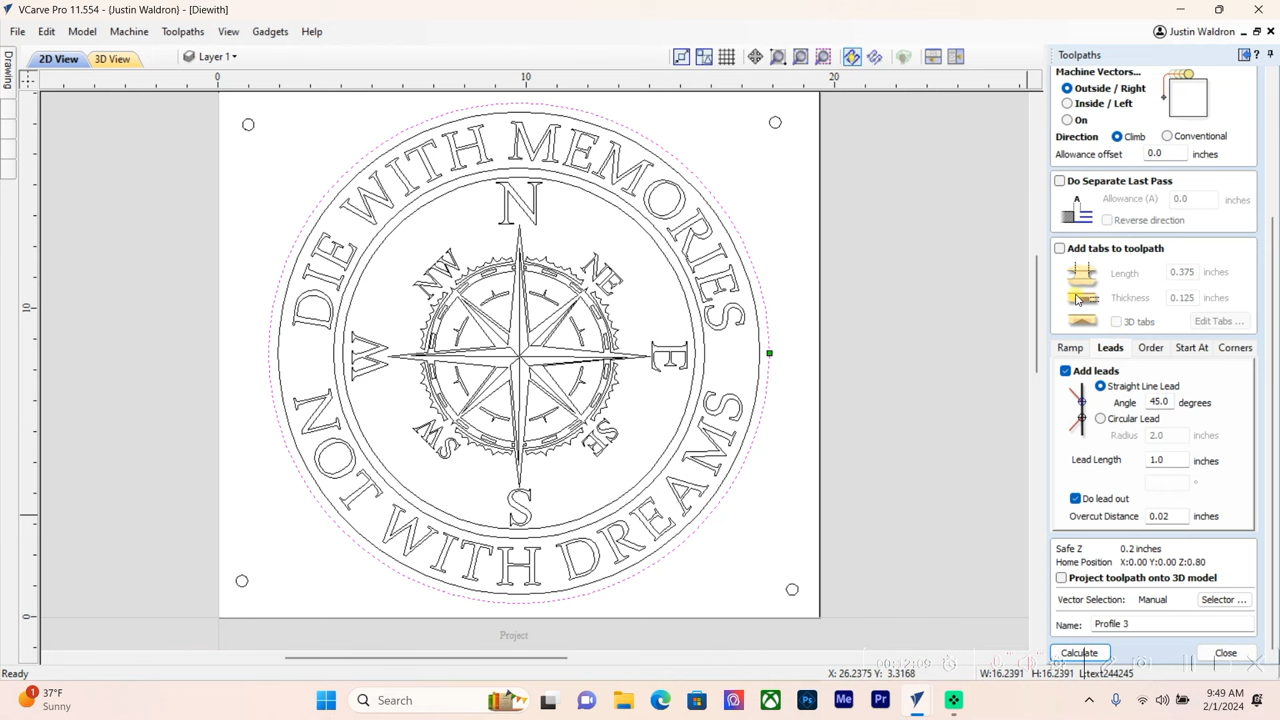 VCarve Pro 11.554 - {Justin Waldron} - [Diewith]
File Edit Model Machine Toolpaths View Gadgets Help
Justin Waldron
2D View 3D View Layer 1
Toolpaths
Drawing
0 10 20
10
0
DIE WITH MEMORIES
NOT WITH DREAMS
N
NW NE
W E
SW SE
S
Project
Machine Vectors...
Outside / Right
Inside / Left
On
Direction Climb Conventional
Allowance offset 0.0 inches
Do Separate Last Pass
A Allowance (A) 0.0 inches
Reverse direction
Add tabs to toolpath
Length 0.375 inches
Thickness 0.125 inches
3D tabs Edit Tabs ...
Ramp Leads Order Start At Corners
Add leads
Straight Line Lead
Angle 45.0 degrees
Circular Lead
Radius 2.0 inches
Lead Length 1.0 inches
°
Do lead out
Overcut Distance 0.02 inches
Safe Z 0.2 inches
Home Position X:0.00 Y:0.00 Z:0.80
Project toolpath onto 3D model
Vector Selection: Manual Selector ...
Name: Profile 3
Calculate Close
Ready X: 26.2375 Y: 3.3168 W:16.2391 H:16.2391 L:text244245
37°F
Sunny
Search
9:49 AM
2/1/2024